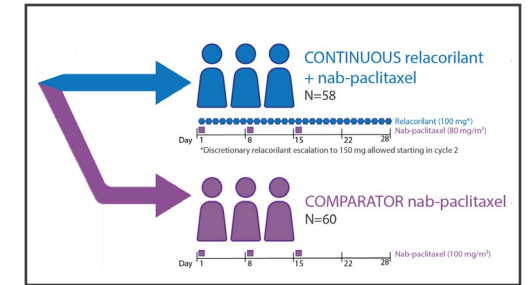 CONTINUOUS relacorilant
+ nab-paclitaxel
N=58
Relacorilant (100 mg*)
Nab-paclitaxel (80 mg/m²)
Day 1 8 15 22 28
*Discretionary relacorilant escalation to 150 mg allowed starting in cycle 2
COMPARATOR nab-paclitaxel
N=60
Nab-paclitaxel (100 mg/m²)
Day 1 8 15 22 28